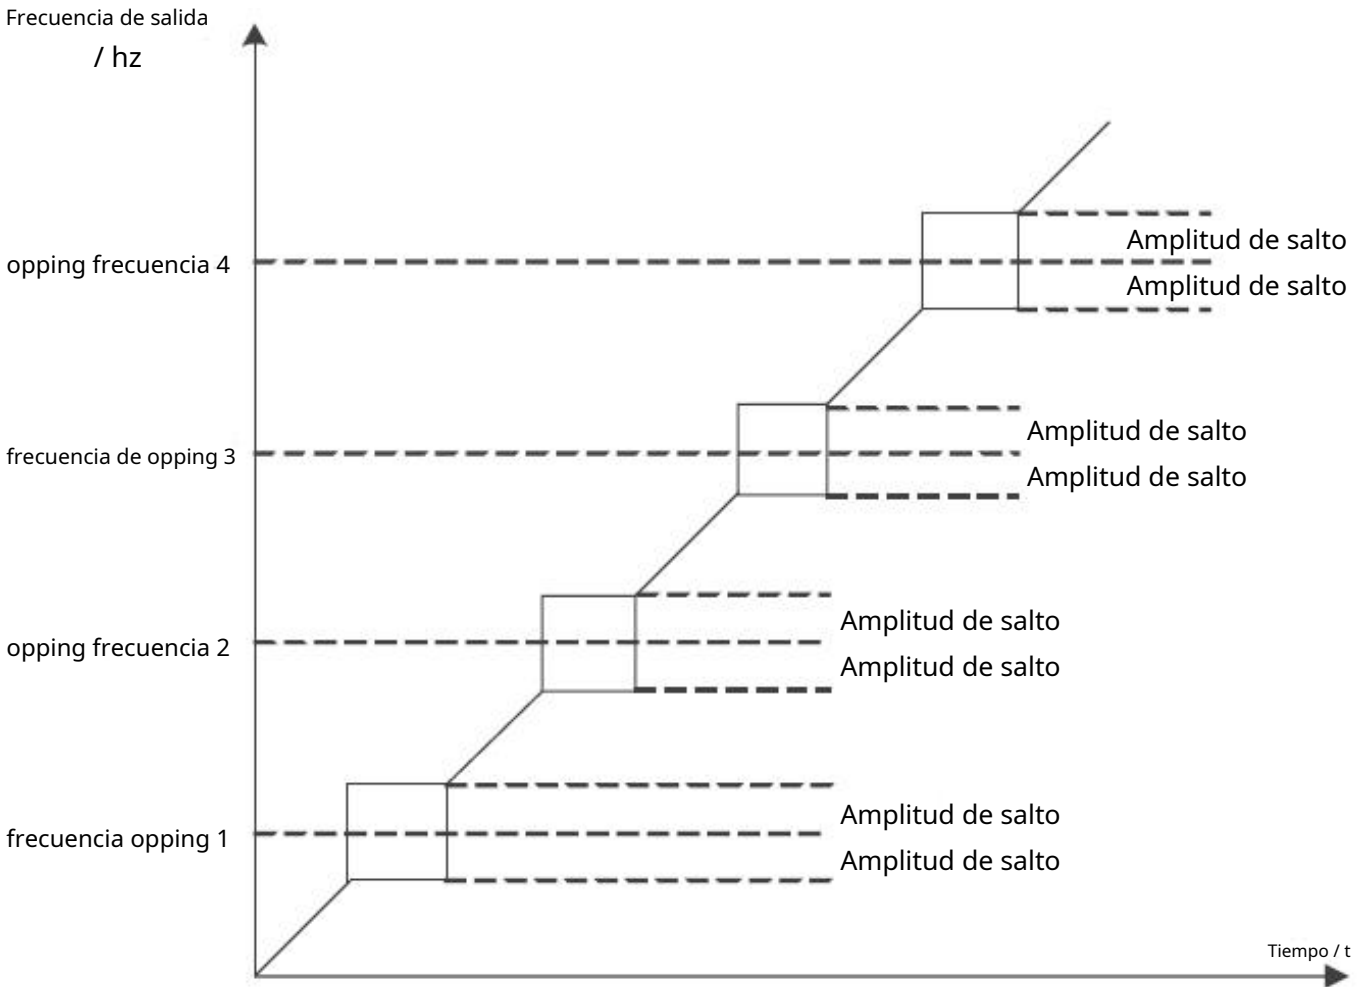 Frecuencia de salida
/ hz
opping frecuencia 4
Amplitud de salto
Amplitud de salto
frecuencia de opping 3
Amplitud de salto
Amplitud de salto
opping frecuencia 2
Amplitud de salto
Amplitud de salto
frecuencia opping 1
Amplitud de salto
Amplitud de salto
Tiempo / t